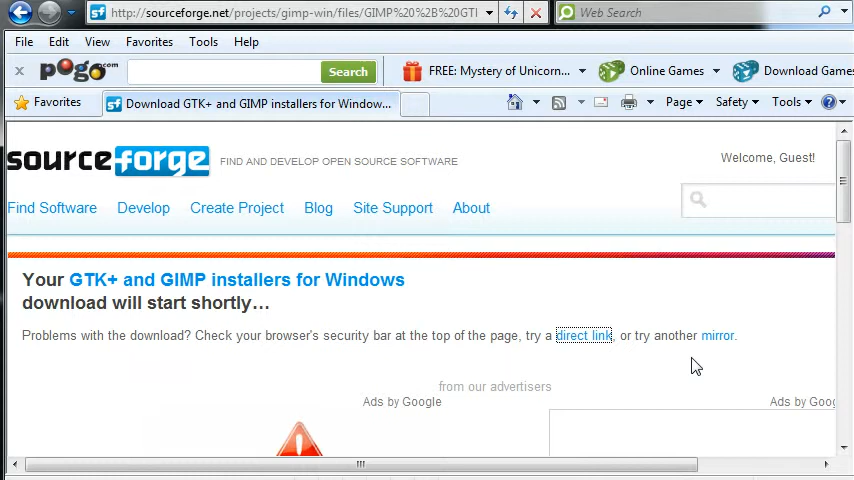 http://sourceforge.net/projects/gimp-win/files/GIMP%20%2B%20GTI
Web Search
File Edit View Favorites Tools Help
pogo.com Search FREE: Mystery of Unicorn... Online Games Download Games
Favorites Download GTK+ and GIMP installers for Window... Page Safety Tools
sourceforge FIND AND DEVELOP OPEN SOURCE SOFTWARE Welcome, Guest!
Find Software Develop Create Project Blog Site Support About
Your GTK+ and GIMP installers for Windows
download will start shortly...
Problems with the download? Check your browser's security bar at the top of the page, try a direct link, or try another mirror.
from our advertisers
Ads by Google Ads by Goog